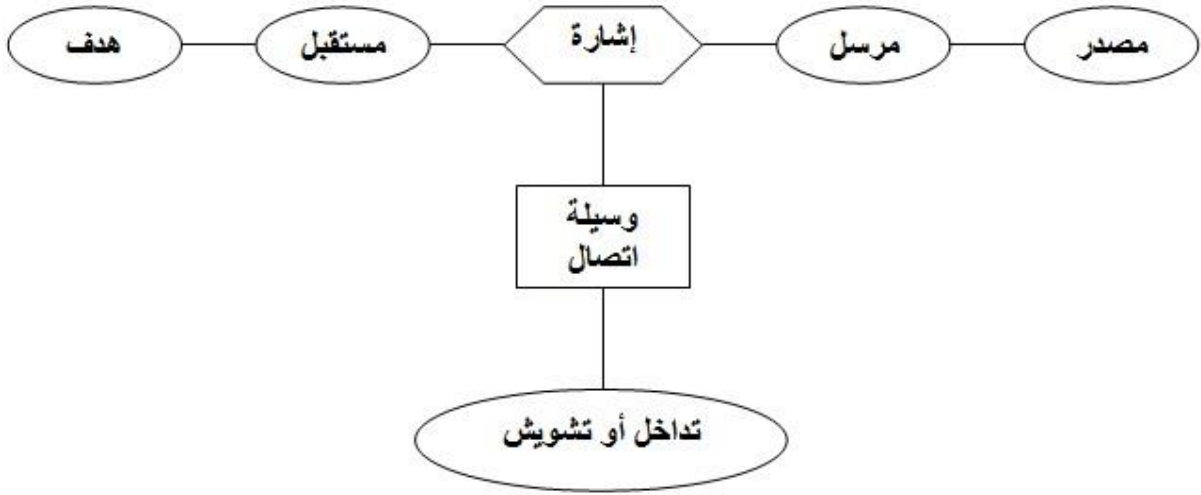 مصدر
مرسل
إشارة
مستقبل
هدف
وسيلة
اتصال
تداخل أو تشويش